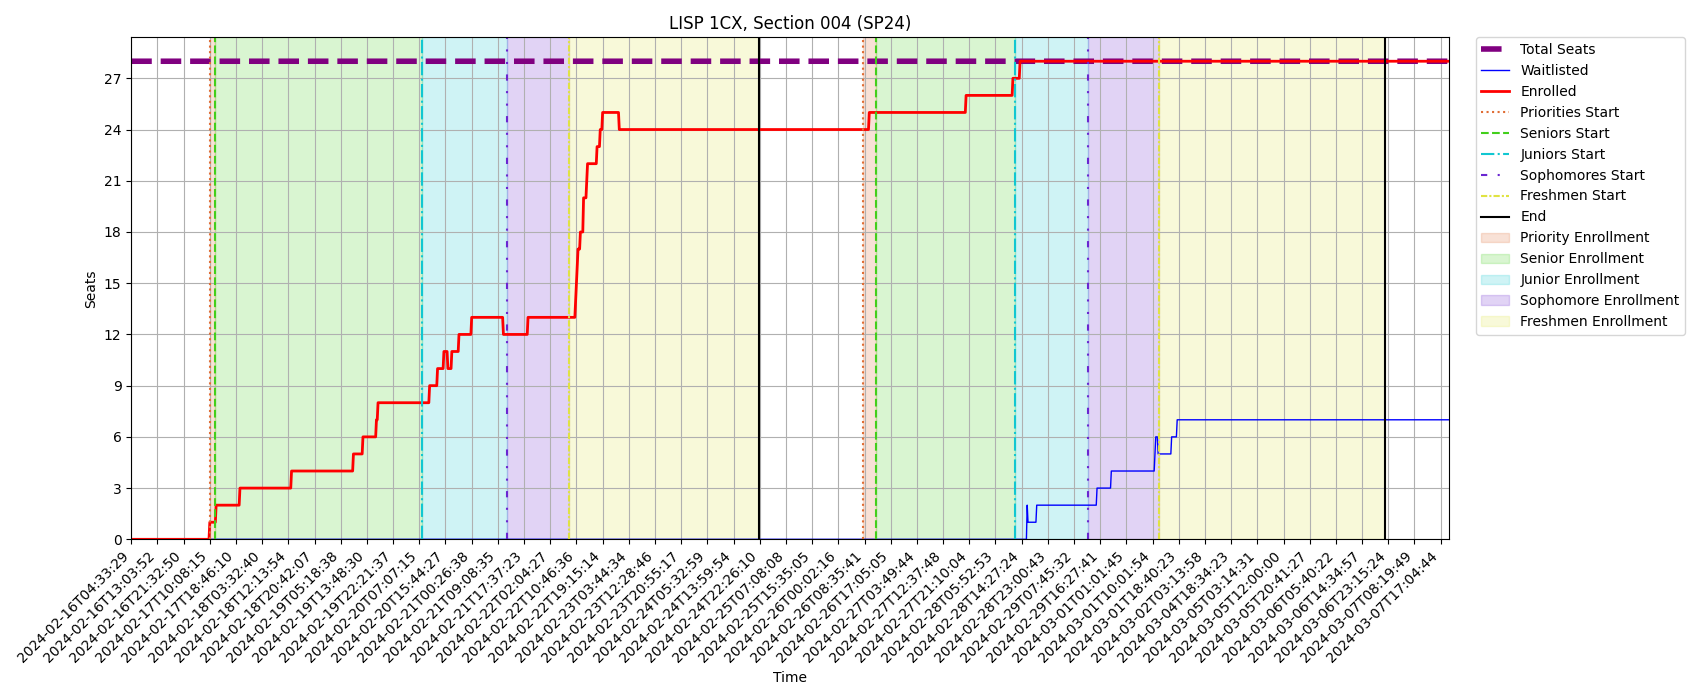 LISP 1CX, Section 004 (SP24)
Seats
27
24
21
18
15
12
9
6
3
0
2024-02-16T04:33:29
2024-02-16T13:03:52
2024-02-16T21:32:50
2024-02-17T10:08:15
2024-02-17T18:46:10
2024-02-18T03:32:40
2024-02-18T12:13:54
2024-02-18T20:42:07
2024-02-19T05:18:38
2024-02-19T13:48:30
2024-02-19T22:21:37
2024-02-20T07:07:15
2024-02-20T15:44:27
2024-02-21T00:26:38
2024-02-21T09:08:35
2024-02-21T17:37:23
2024-02-22T02:04:27
2024-02-22T10:46:36
2024-02-22T19:15:14
2024-02-23T03:44:34
2024-02-23T12:28:46
2024-02-23T20:55:17
2024-02-24T05:32:59
2024-02-24T13:59:54
2024-02-24T22:26:10
2024-02-25T07:08:08
2024-02-25T15:35:05
2024-02-26T00:02:16
2024-02-26T08:35:41
2024-02-26T17:05:05
2024-02-27T03:49:44
2024-02-27T12:37:48
2024-02-27T21:10:04
2024-02-28T05:52:53
2024-02-28T14:27:24
2024-02-28T23:00:43
2024-02-29T07:45:32
2024-02-29T16:27:41
2024-03-01T01:01:45
2024-03-01T10:01:54
2024-03-01T18:40:23
2024-03-02T03:13:58
2024-03-04T18:34:23
2024-03-05T03:14:31
2024-03-05T12:00:00
2024-03-05T20:41:27
2024-03-06T05:40:22
2024-03-06T14:34:57
2024-03-06T23:15:24
2024-03-07T08:19:49
2024-03-07T17:04:44
Time
Total Seats
Waitlisted
Enrolled
Priorities Start
Seniors Start
Juniors Start
Sophomores Start
Freshmen Start
End
Priority Enrollment
Senior Enrollment
Junior Enrollment
Sophomore Enrollment
Freshmen Enrollment